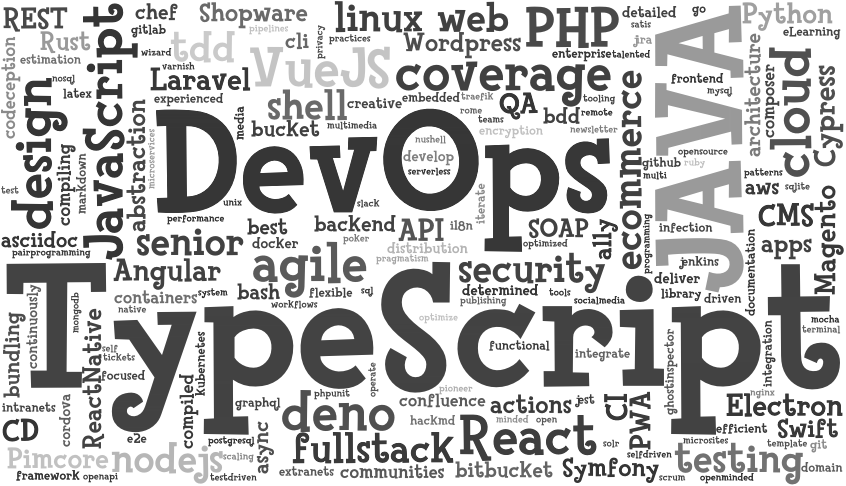 REST
chef
Shopware
linux web
PHP
detailed
go
Python
gitlab
pipelines
satis
eLearning
Rust
tdd
cli
privacy
practices
Wordpress
enterprise
talented
jra
estimation
wizard
VueJS
JAVA
codeception
JavaScript
nosql
varnish
Laravel
coverage
frontend
architecture
composer
cloud
latex
experienced
shell
creative
embedded
traefik
QA
tooling
mysql
Cypress
design
abstraction
media
bucket
multimedia
rome
teams
bdd
remote
ecommerce
encryption
newsletter
DevOps
nushell
develop
serverless
opensource
github
ruby
multi
compiling
markdown
microservices
patterns
aws
sqlite
test
unix
slack
iterate
performance
best
backend
API
i18n
SOAP
ally
programming
infection
CMS
Magento
asciidoc
senior
docker
poker
distribution
optimized
apps
pairprogramming
pragmatism
jenkins
documentation
Angular
agile
security
deliver
containers
system
bash
flexible
sql
determined
tools
library
driven
native
workflows
publishing
socialmedia
TypeScript
continuously
mongodb
optimize
mocha
terminal
bundling
ReactNative
self
tickets
kubernetes
functional
integrate
ghostinspector
integration
focused
compiled
operate
pioneer
nginx
intranets
cordova
graphql
phpunit
confluence
actions
jest
CI
PWA
Electron
deno
hackmd
minded
open
efficient
Swift
CD
e2e
postgresql
async
fullstack
React
solr
microsites
template
git
Pimcore
nodejs
scaling
selfdriven
testing
domain
framework
openapi
testdriven
extranets
communities
bitbucket
Symfony
scrum
openminded